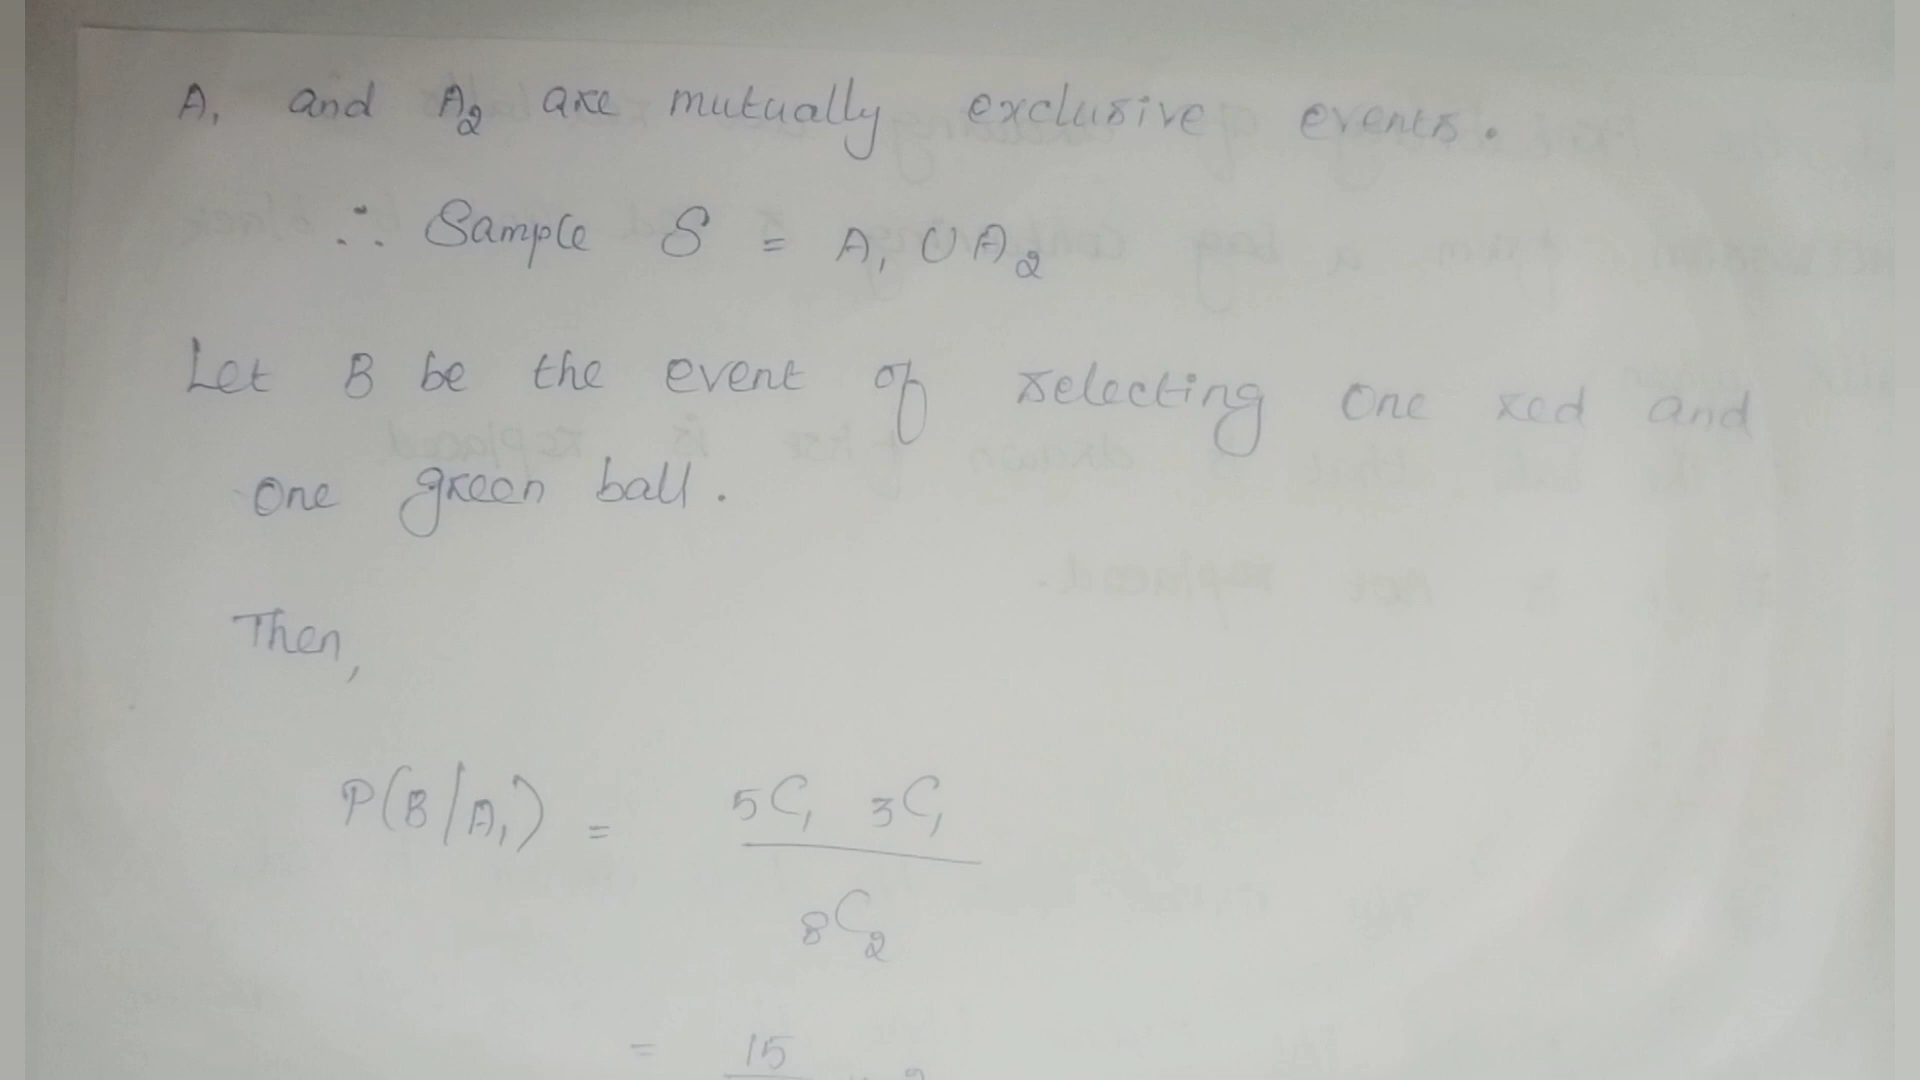 A₁ and A₂ are mutually exclusive events.
∴ Sample S = A₁ ∪ A₂
Let B be the event of selecting one red and
one green ball.
Then,
P(B/A₁) = 5C₁ 3C₁
8C₂
= 15